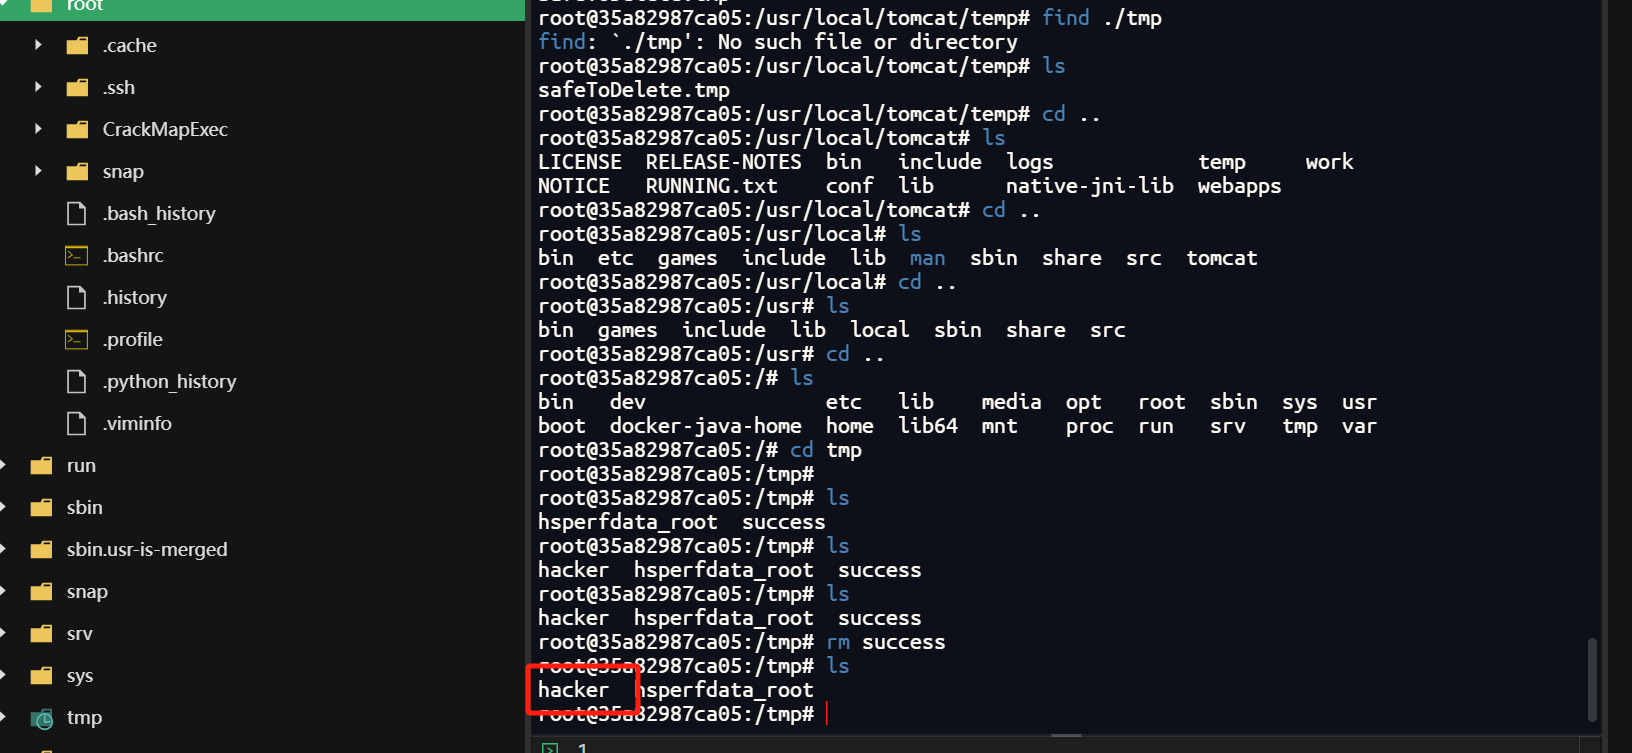 root
.cache
.ssh
CrackMapExec
snap
.bash_history
.bashrc
.history
.profile
.python_history
.viminfo
run
sbin
sbin.usr-is-merged
snap
srv
sys
tmp
root@35a82987ca05:/usr/local/tomcat/temp# find ./tmp
find: `./tmp': No such file or directory
root@35a82987ca05:/usr/local/tomcat/temp# ls
safeToDelete.tmp
root@35a82987ca05:/usr/local/tomcat/temp# cd ..
root@35a82987ca05:/usr/local/tomcat# ls
LICENSE  RELEASE-NOTES  bin   include  logs            temp     work
NOTICE   RUNNING.txt    conf  lib      native-jni-lib  webapps
root@35a82987ca05:/usr/local/tomcat# cd ..
root@35a82987ca05:/usr/local# ls
bin  etc  games  include  lib  man  sbin  share  src  tomcat
root@35a82987ca05:/usr/local# cd ..
root@35a82987ca05:/usr# ls
bin  games  include  lib  local  sbin  share  src
root@35a82987ca05:/usr# cd ..
root@35a82987ca05:/# ls
bin   dev               etc   lib    media  opt   root  sbin  sys  usr
boot  docker-java-home  home  lib64  mnt    proc  run   srv   tmp  var
root@35a82987ca05:/# cd tmp
root@35a82987ca05:/tmp#
root@35a82987ca05:/tmp# ls
hsperfdata_root  success
root@35a82987ca05:/tmp# ls
hacker  hsperfdata_root  success
root@35a82987ca05:/tmp# ls
hacker  hsperfdata_root  success
root@35a82987ca05:/tmp# rm success
root@35a82987ca05:/tmp# ls
hacker  hsperfdata_root
root@35a82987ca05:/tmp#
1